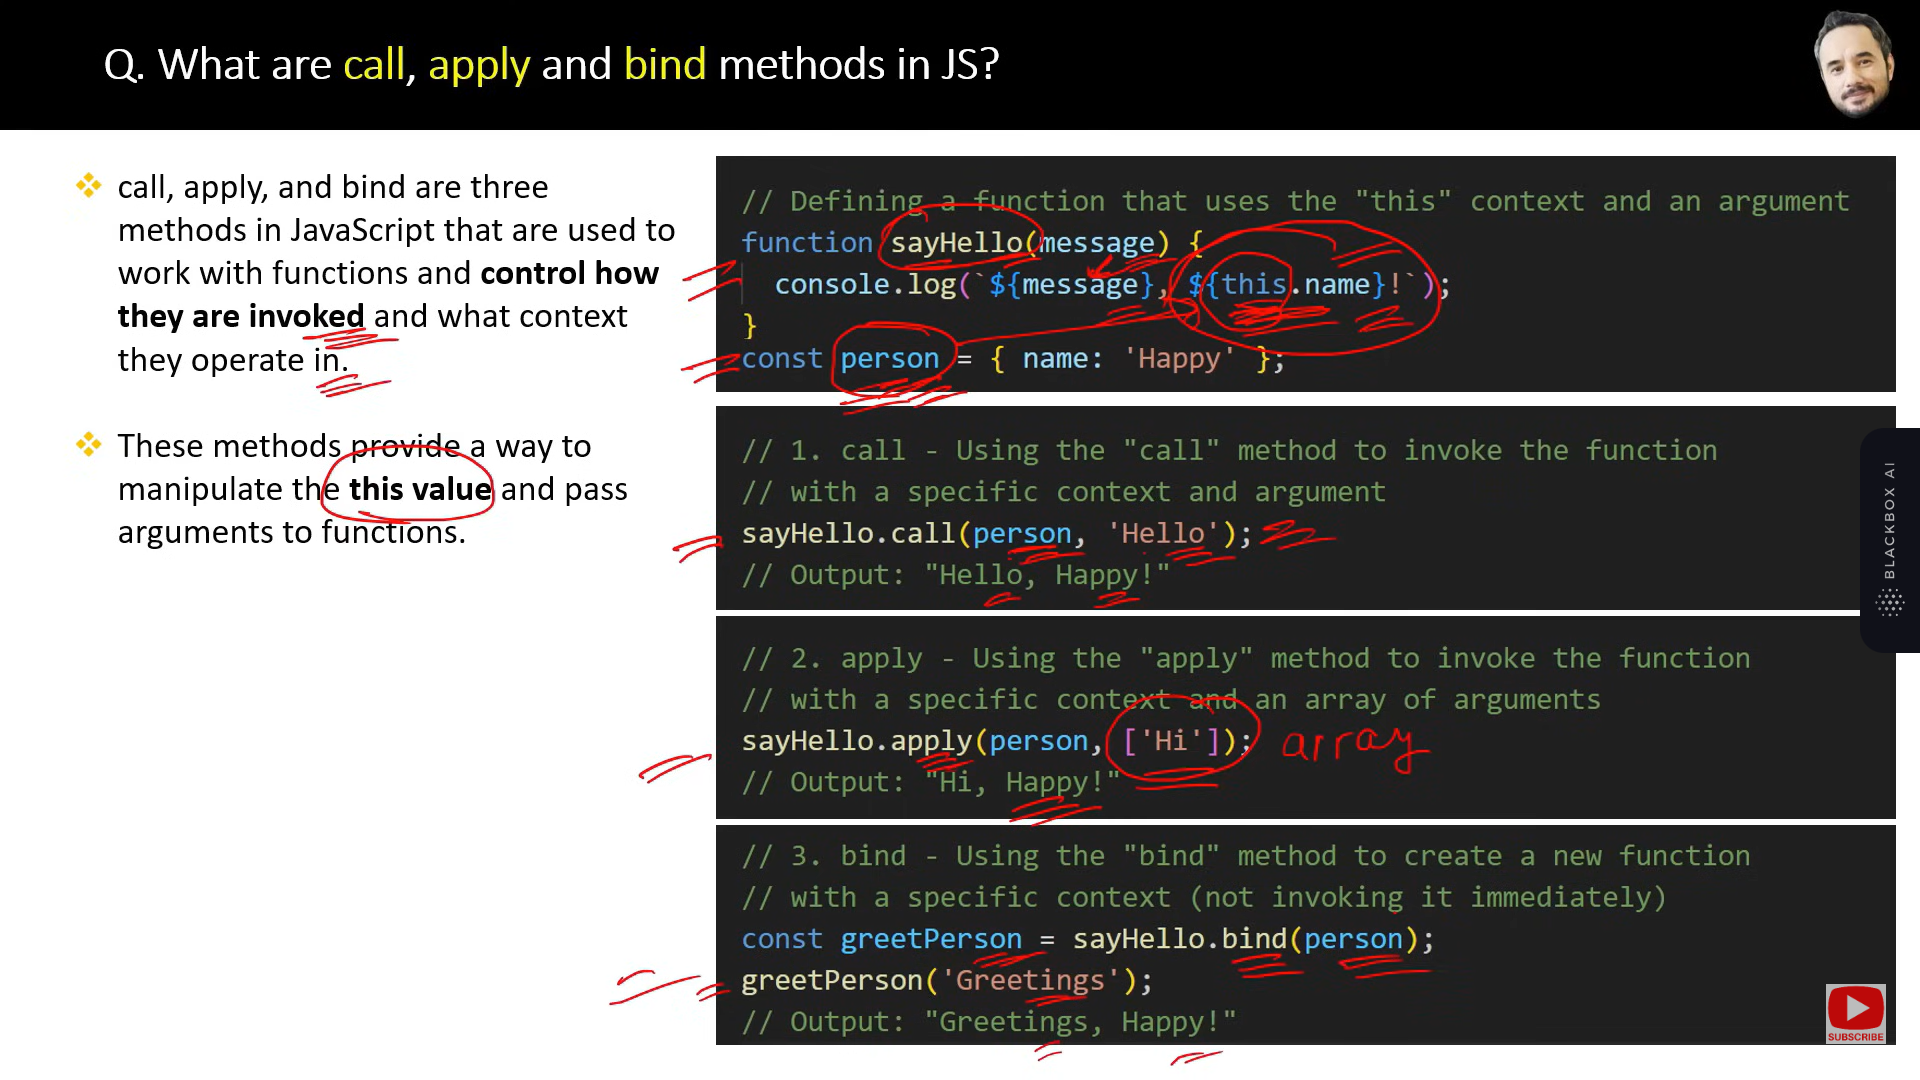 Q. What are call, apply and bind methods in JS?
call, apply, and bind are three
methods in JavaScript that are used to
work with functions and control how
they are invoked and what context
they operate in.
These methods provide a way to
manipulate the this value and pass
arguments to functions.
// Defining a function that uses the "this" context and an argument
function sayHello(message) {
console.log(`${message}, ${this.name}!`);
}
const person = { name: 'Happy' };
// 1. call - Using the "call" method to invoke the function
// with a specific context and argument
sayHello.call(person, 'Hello');
// Output: "Hello, Happy!"
// 2. apply - Using the "apply" method to invoke the function
// with a specific context and an array of arguments
sayHello.apply(person, ['Hi']); array
// Output: "Hi, Happy!"
// 3. bind - Using the "bind" method to create a new function
// with a specific context (not invoking it immediately)
const greetPerson = sayHello.bind(person);
greetPerson('Greetings');
// Output: "Greetings, Happy!"
BLACKBOX AI
SUBSCRIBE